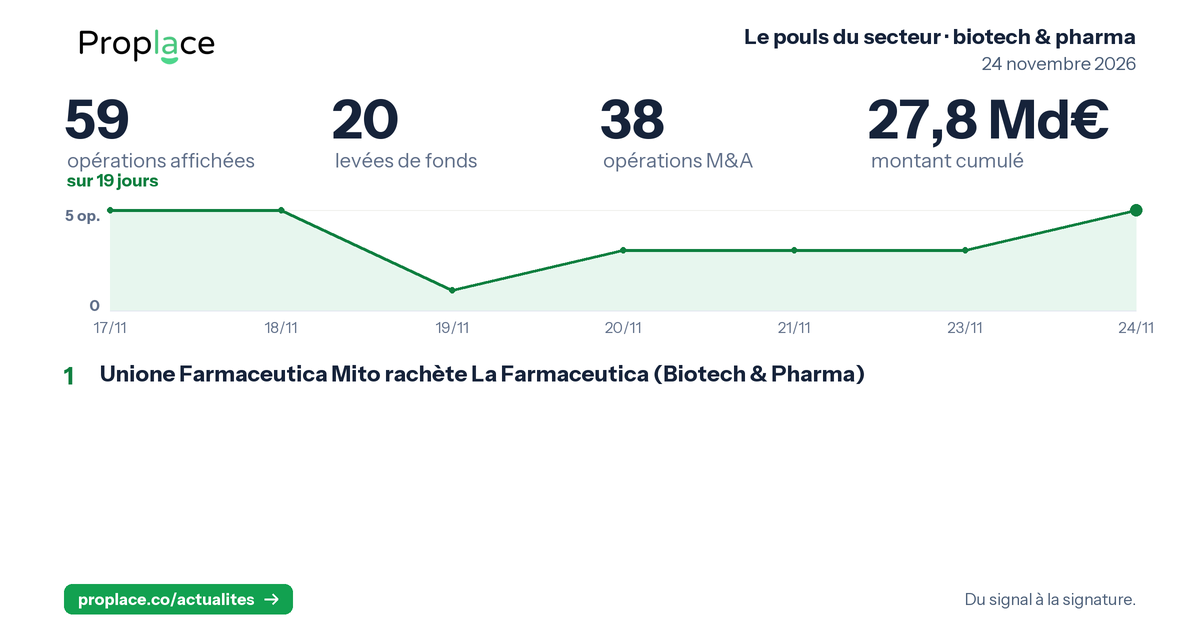 Proplace
Le pouls du secteur · biotech & pharma
24 novembre 2026
59
opérations affichées
sur 19 jours
20
levées de fonds
38
opérations M&A
27,8 Md€
montant cumulé
5 op.
0
17/11 18/11 19/11 20/11 21/11 23/11 24/11
1 Unione Farmaceutica Mito rachète La Farmaceutica (Biotech & Pharma)
proplace.co/actualites →
Du signal à la signature.